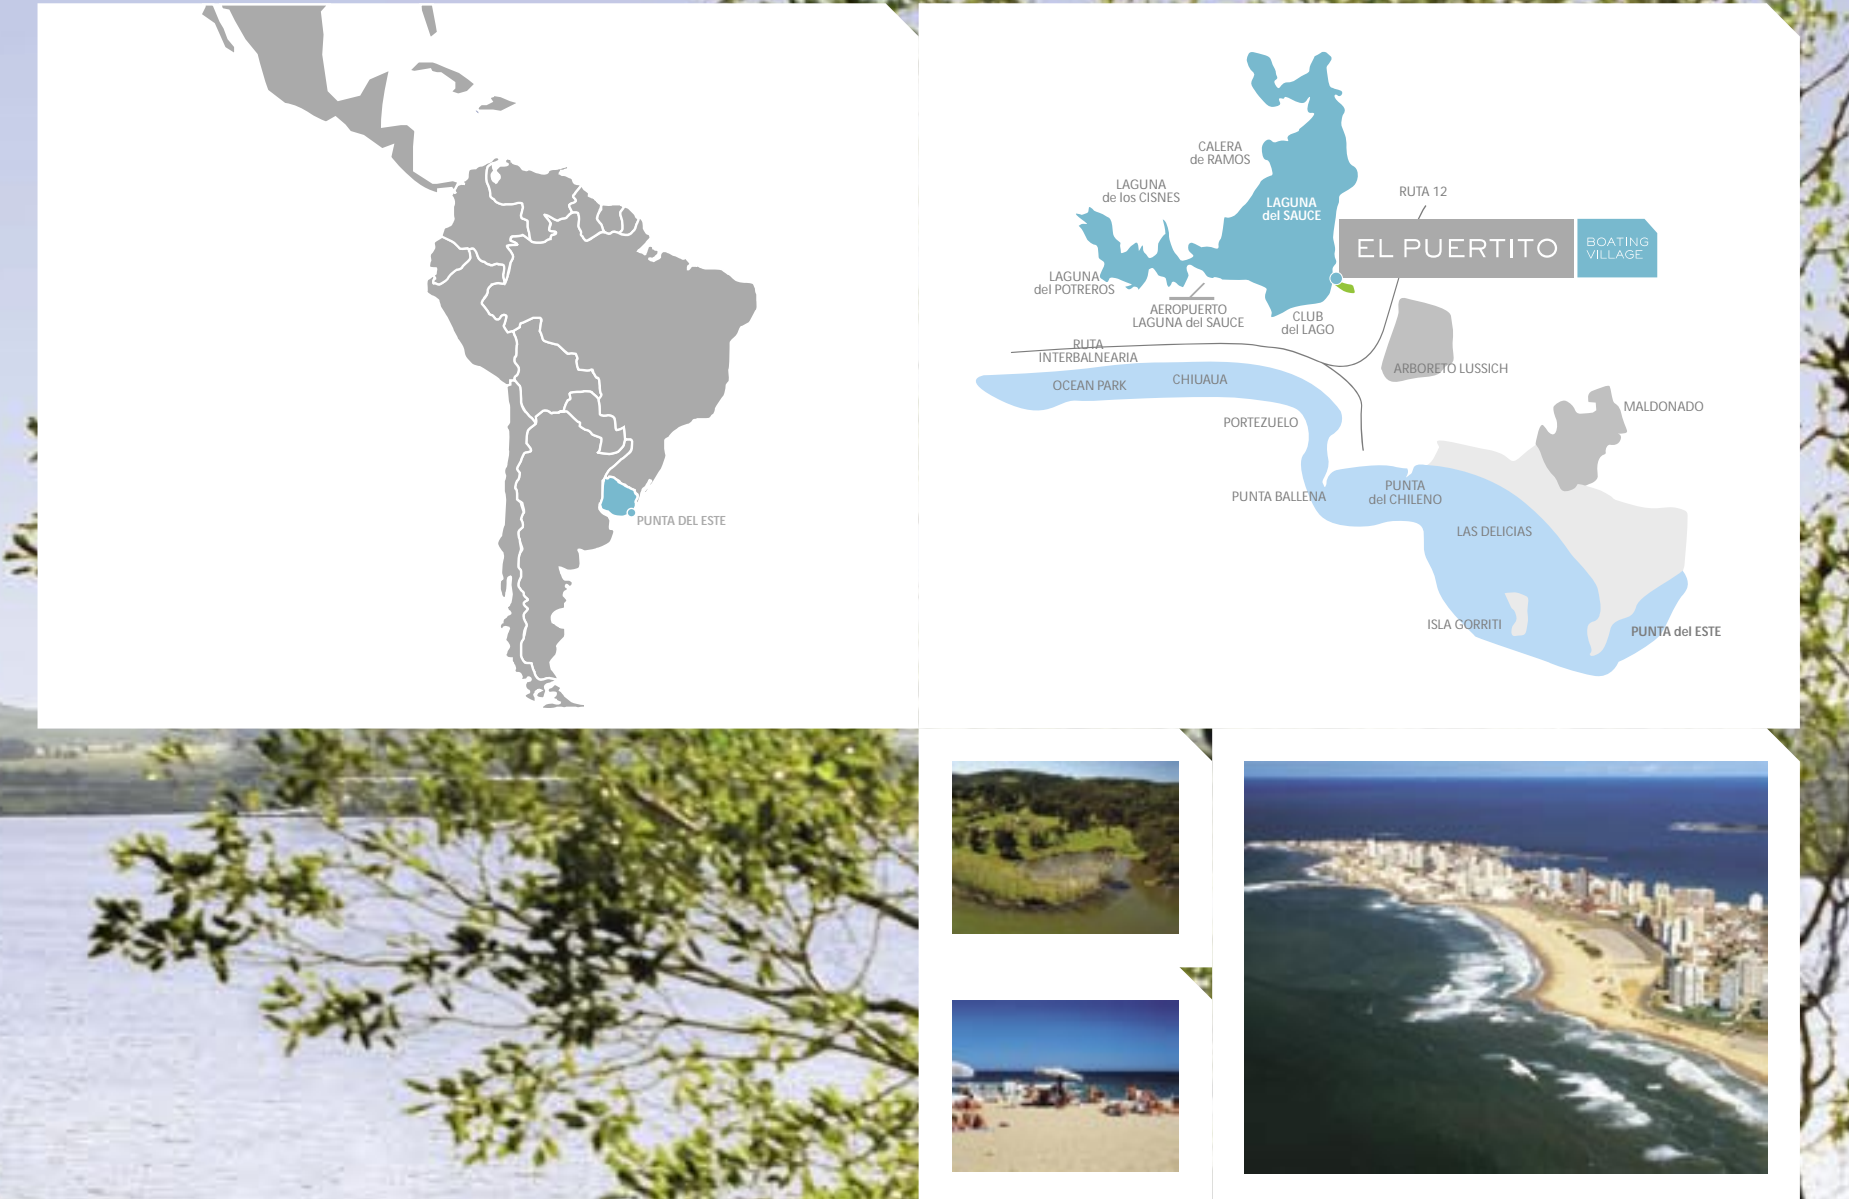 PUNTA DEL ESTE
CALERA
de RAMOS
LAGUNA
de los CISNES
LAGUNA
del SAUCE
RUTA 12
EL PUERTITO
BOATING
VILLAGE
LAGUNA
del POTREROS
AEROPUERTO
LAGUNA del SAUCE
CLUB
del LAGO
RUTA
INTERBALNEARIA
ARBORETO LUSSICH
OCEAN PARK
CHIUAUA
MALDONADO
PORTEZUELO
PUNTA BALLENA
PUNTA
del CHILENO
LAS DELICIAS
ISLA GORRITI
PUNTA del ESTE